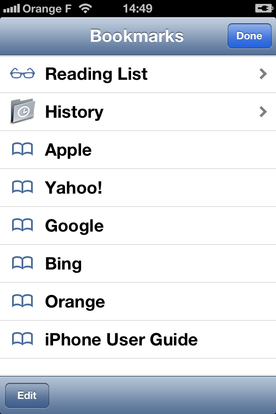 Orange F 14:49
Bookmarks Done
Reading List
History
Apple
Yahoo!
Google
Bing
Orange
iPhone User Guide
Edit